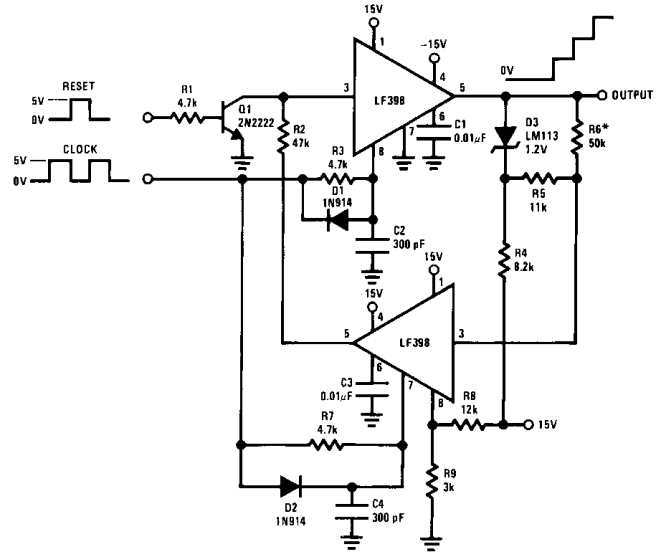 15V
-15V
0V
1
4
RESET
5V
0V
R1
4.7k
Q1
2N2222
3
LF398
5
OUTPUT
6
7
8
C1
0.01µF
D3
LM113
1.2V
R6*
50k
R2
47k
R3
4.7k
CLOCK
5V
0V
D1
1N914
R5
11k
C2
300 pF
R4
8.2k
15V
15V
1
4
5
LF398
3
6
7
8
C3
0.01µF
R8
12k
15V
R7
4.7k
R9
3k
D2
1N914
C4
300 pF